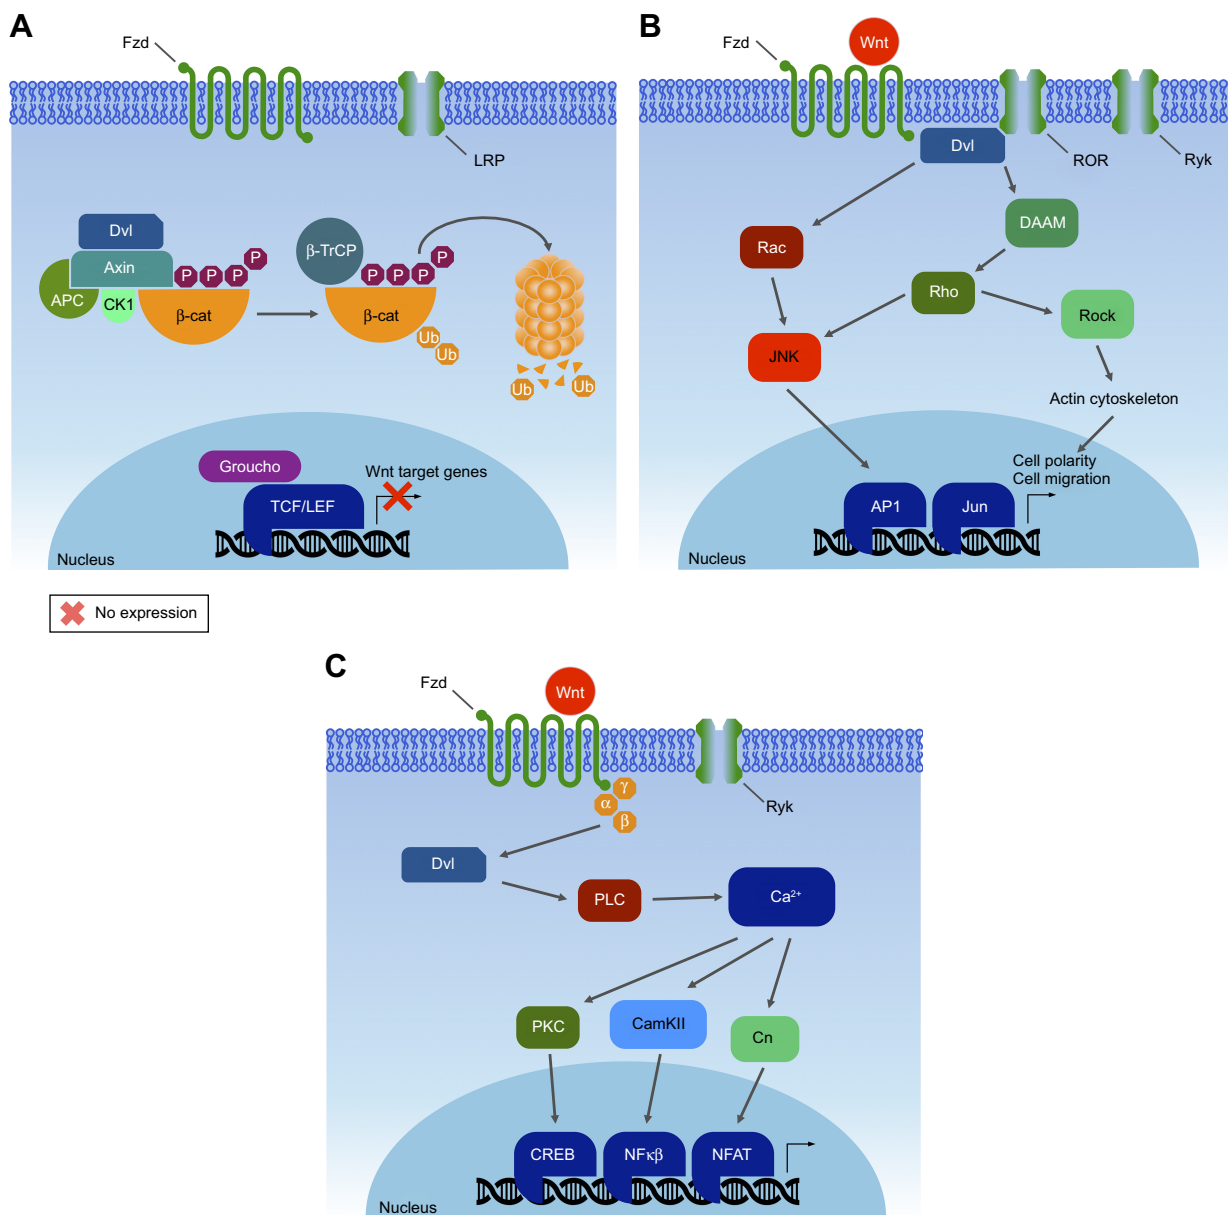 A
Fzd
LRP
Dvl
Axin
APC
CK1
P P P P
β-cat
β-TrCP
P P P P
β-cat
Ub
Ub
Ub
Ub
Groucho
TCF/LEF
Wnt target genes
Nucleus
No expression
B
Fzd
Wnt
Dvl
ROR
Ryk
Rac
DAAM
Rho
Rock
JNK
Actin cytoskeleton
Cell polarity
Cell migration
AP1
Jun
Nucleus
C
Fzd
Wnt
Ryk
γ
α
β
Dvl
PLC
Ca²⁺
PKC
CamKII
Cn
CREB
NFκβ
NFAT
Nucleus